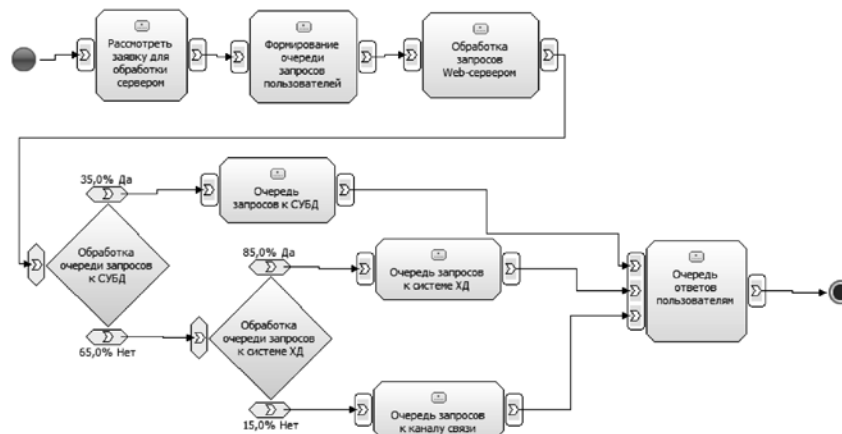 Рассмотреть
заявку для
обработки
сервером
Формирование
очереди
запросов
пользователей
Обработка
запросов
Web-сервером
35,0% Да
Очередь
запросов к СУБД
Обработка
очереди запросов
к СУБД
65,0% Нет
85,0% Да
Очередь запросов
к системе ХД
Обработка
очереди запросов
к системе ХД
15,0% Нет
Очередь запросов
к каналу связи
Очередь
ответов
пользователям